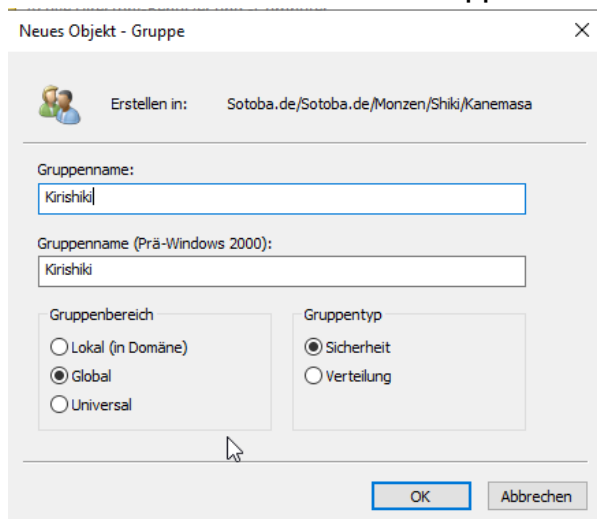 Neues Objekt - Gruppe
Erstellen in: Sotoba.de/Sotoba.de/Monzen/Shiki/Kanemasa
Gruppenname:
Kirishiki
Gruppenname (Prä-Windows 2000):
Kirishiki
Gruppenbereich
Lokal (in Domäne)
Global
Universal
Gruppentyp
Sicherheit
Verteilung
OK
Abbrechen